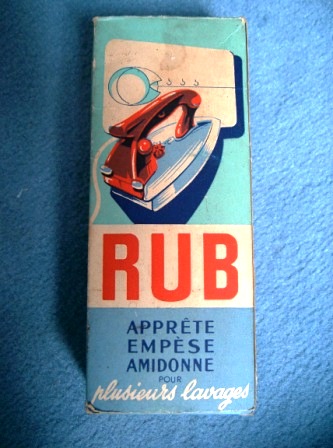 RUB
APPRÊTE
EMPÈSE
AMIDONNE
POUR
plusieurs lavages